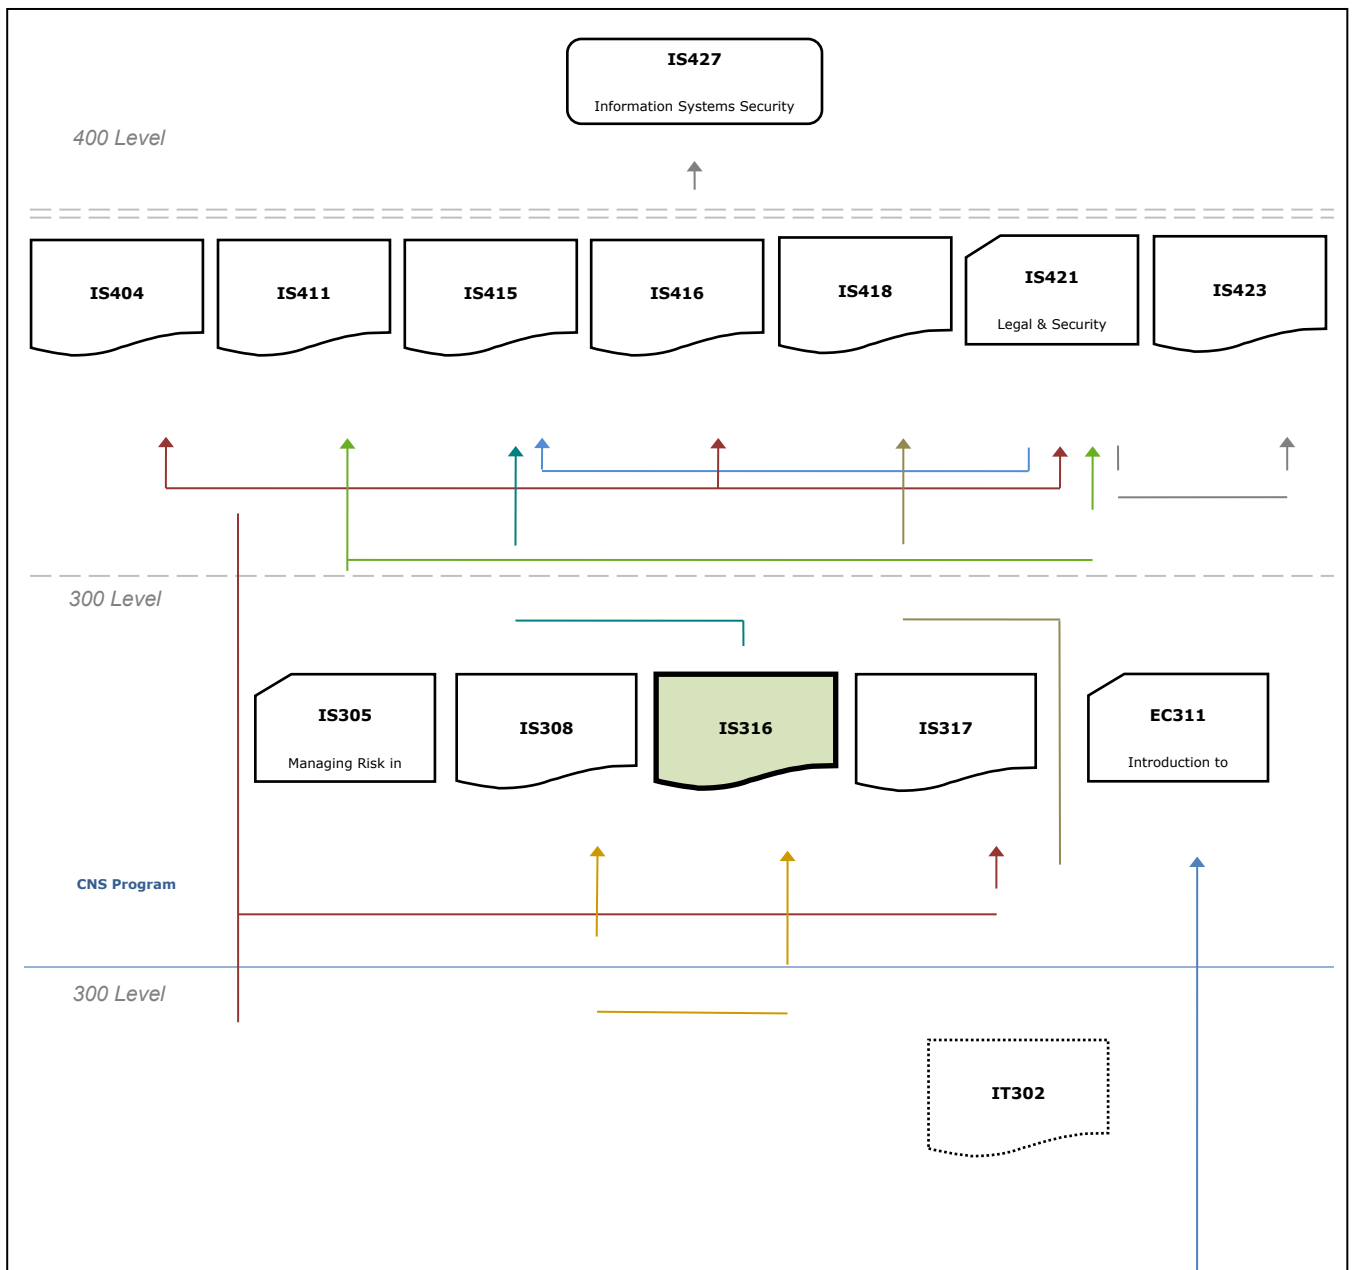 IS427
Information Systems Security
400 Level
IS404
IS411
IS415
IS416
IS418
IS421
Legal & Security
IS423
300 Level
IS305
Managing Risk in
IS308
IS316
IS317
EC311
Introduction to
CNS Program
300 Level
IT302